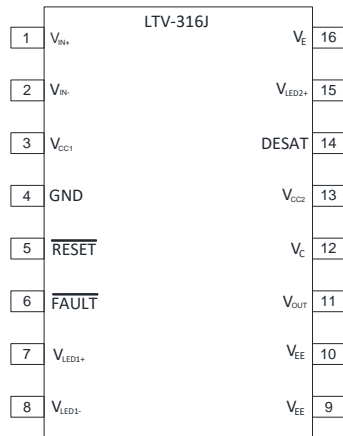 LTV-316J
1 VIN+ VE 16
2 VIN- VLED2+ 15
3 VCC1 DESAT 14
4 GND VCC2 13
5 RESET VC 12
6 FAULT VOUT 11
7 VLED1+ VEE 10
8 VLED1- VEE 9